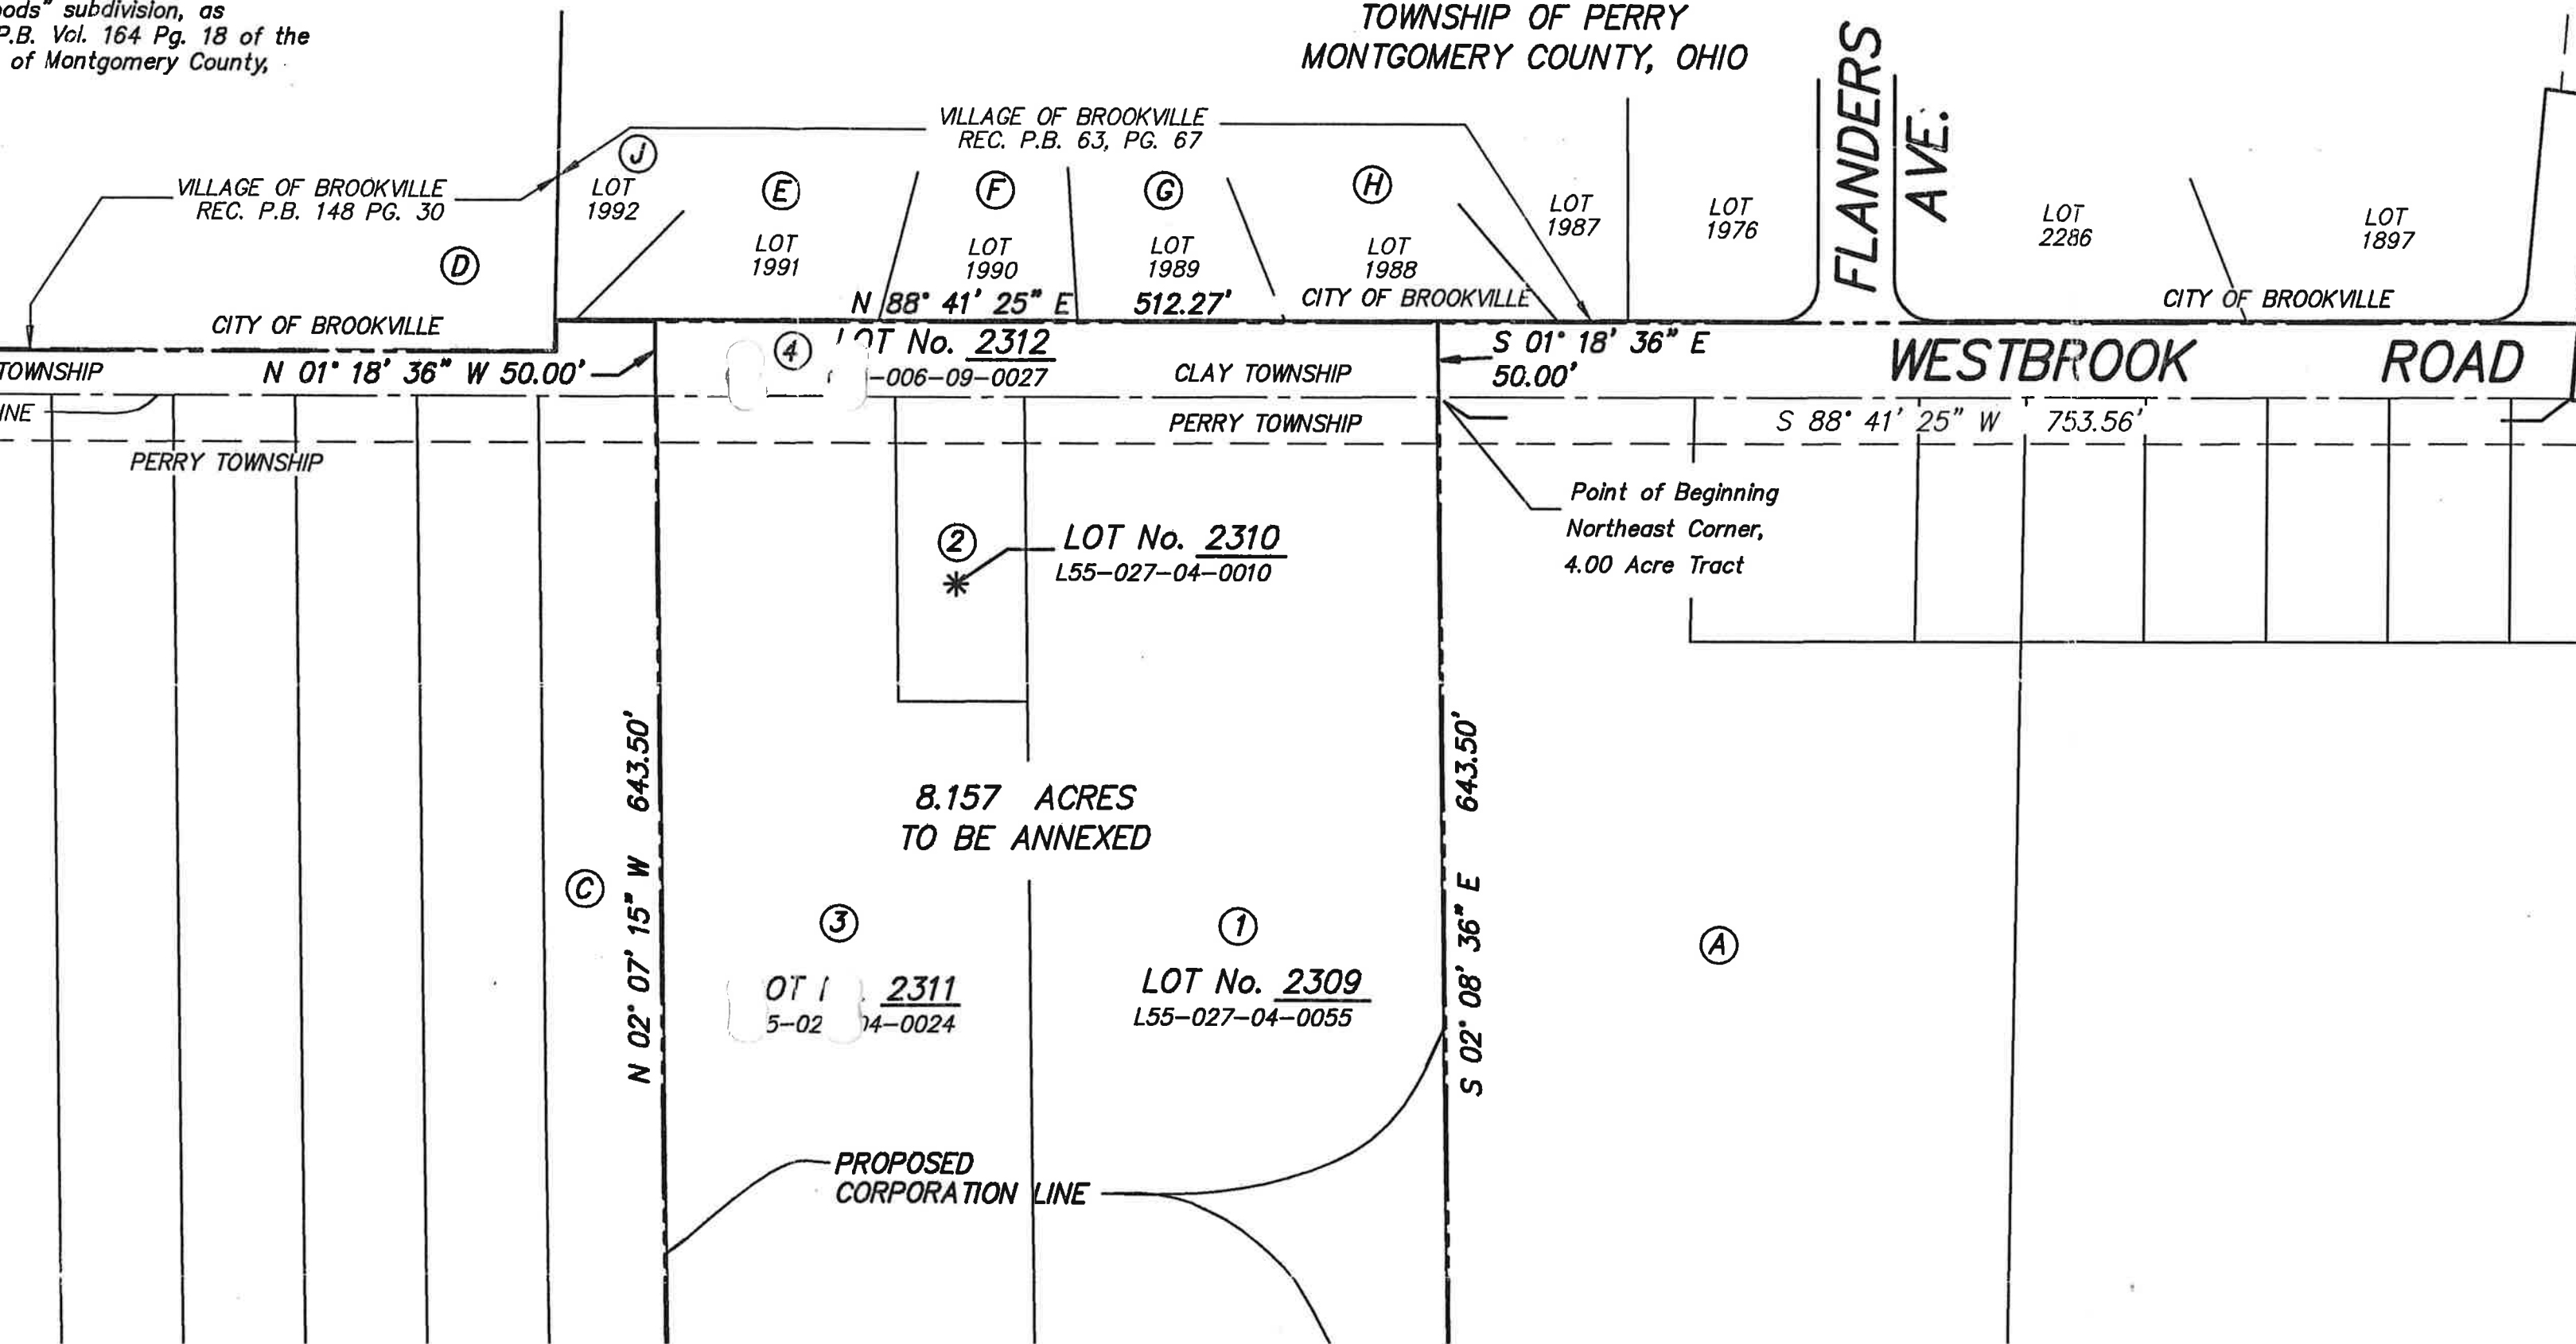 subdivision, as
P.B. Vol. 164 Pg. 18 of the
of Montgomery County,
TOWNSHIP OF PERRY
MONTGOMERY COUNTY, OHIO
FLANDERS
AVE.
VILLAGE OF BROOKVILLE
REC. P.B. 63, PG. 67
VILLAGE OF BROOKVILLE
REC. P.B. 148 PG. 30
J
LOT
1992
E
LOT
1991
F
LOT
1990
G
LOT
1989
H
LOT
1988
LOT
1987
LOT
1976
LOT
2286
LOT
1897
D
CITY OF BROOKVILLE
N 88° 41' 25" E 512.27'
CITY OF BROOKVILLE
CITY OF BROOKVILLE
4
LOT No. 2312
-006-09-0027
TOWNSHIP
N 01° 18' 36" W 50.00'
CLAY TOWNSHIP
S 01° 18' 36" E
50.00'
WESTBROOK ROAD
PERRY TOWNSHIP
S 88° 41' 25" W 753.56'
PERRY TOWNSHIP
Point of Beginning
Northeast Corner,
4.00 Acre Tract
2
LOT No. 2310
L55-027-04-0010
8.157 ACRES
TO BE ANNEXED
N 02° 07' 15" W 643.50'
S 02° 08' 36" E 643.50'
C
3
2311
5-02 04-0024
1
LOT No. 2309
L55-027-04-0055
A
PROPOSED
CORPORATION LINE